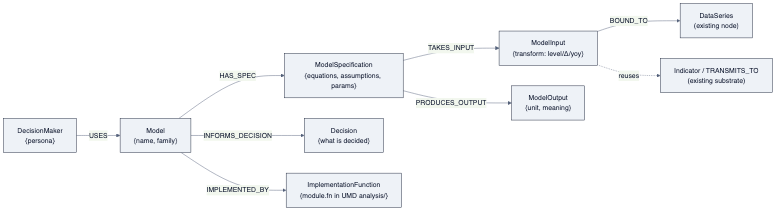 DecisionMaker
{persona}
USES
Model
{name, family}
HAS_SPEC
ModelSpecification
{equations, assumptions,
params}
TAKES_INPUT
ModelInput
{transform: level/Δ/yoy}
BOUND_TO
DataSeries
(existing node)
reuses
Indicator / TRANSMITS_TO
(existing substrate)
PRODUCES_OUTPUT
ModelOutput
{unit, meaning}
INFORMS_DECISION
Decision
{what is decided}
IMPLEMENTED_BY
ImplementationFunction
{module.fn in UMD analysis/}